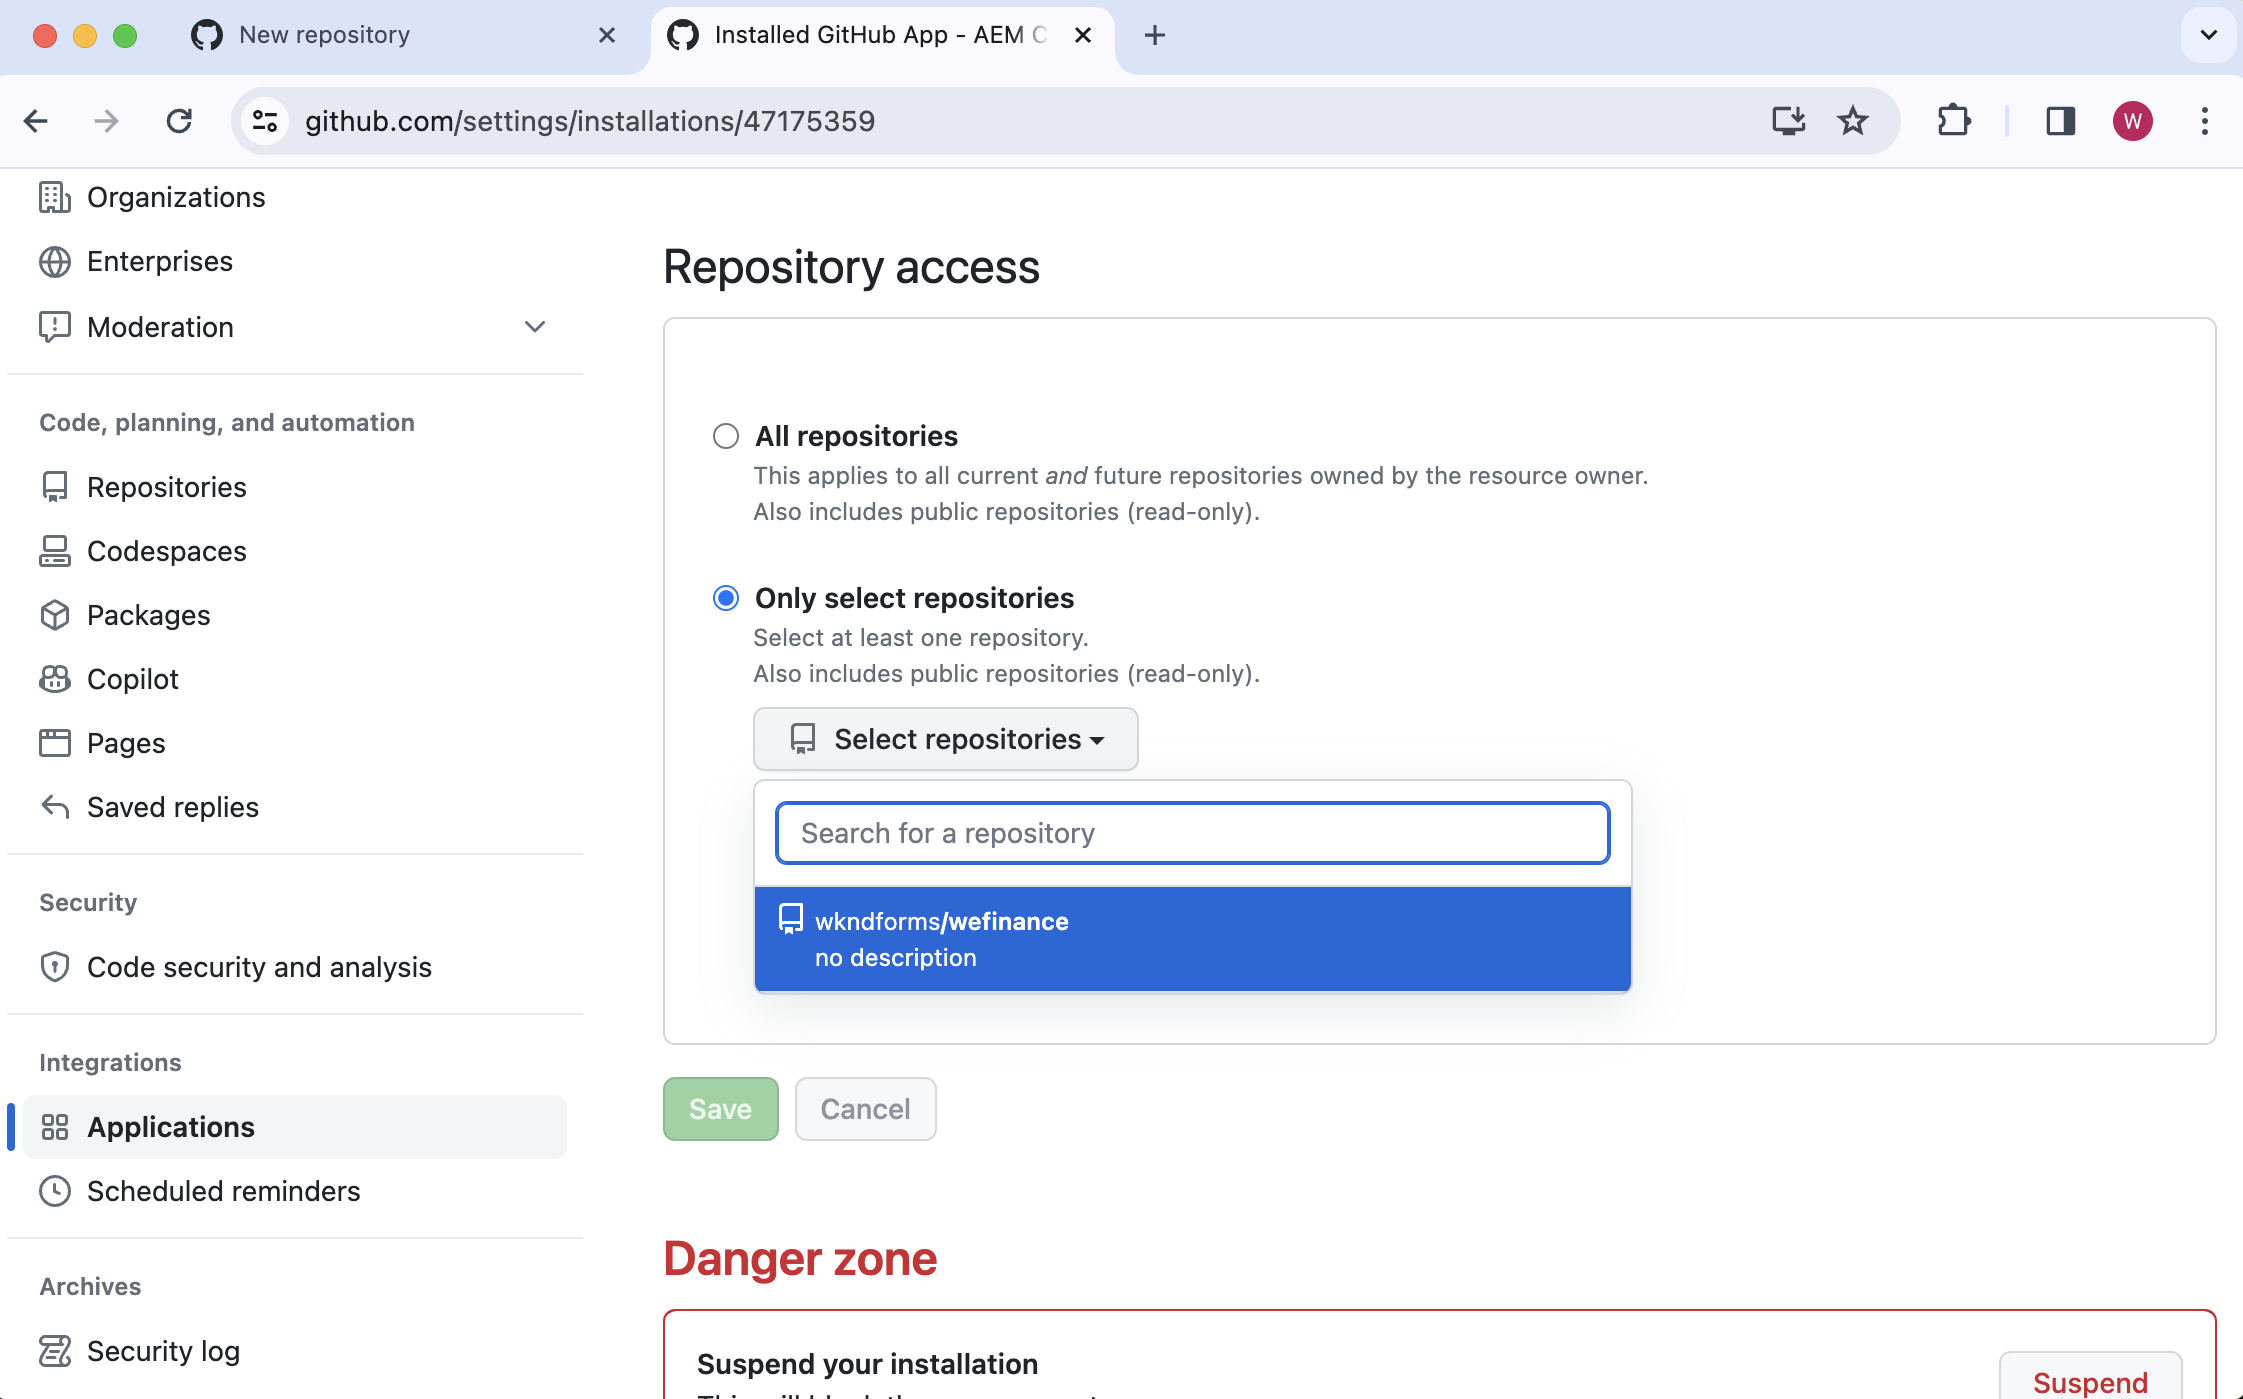 New repository
Installed GitHub App - AEM C
github.com/settings/installations/47175359
W
Organizations
Enterprises
Moderation
Code, planning, and automation
Repositories
Codespaces
Packages
Copilot
Pages
Saved replies
Security
Code security and analysis
Integrations
Applications
Scheduled reminders
Archives
Security log
Repository access
All repositories
This applies to all current and future repositories owned by the resource owner.
Also includes public repositories (read-only).
Only select repositories
Select at least one repository.
Also includes public repositories (read-only).
Select repositories
Search for a repository
wkndforms/wefinance
no description
Save
Cancel
Danger zone
Suspend your installation
Suspend